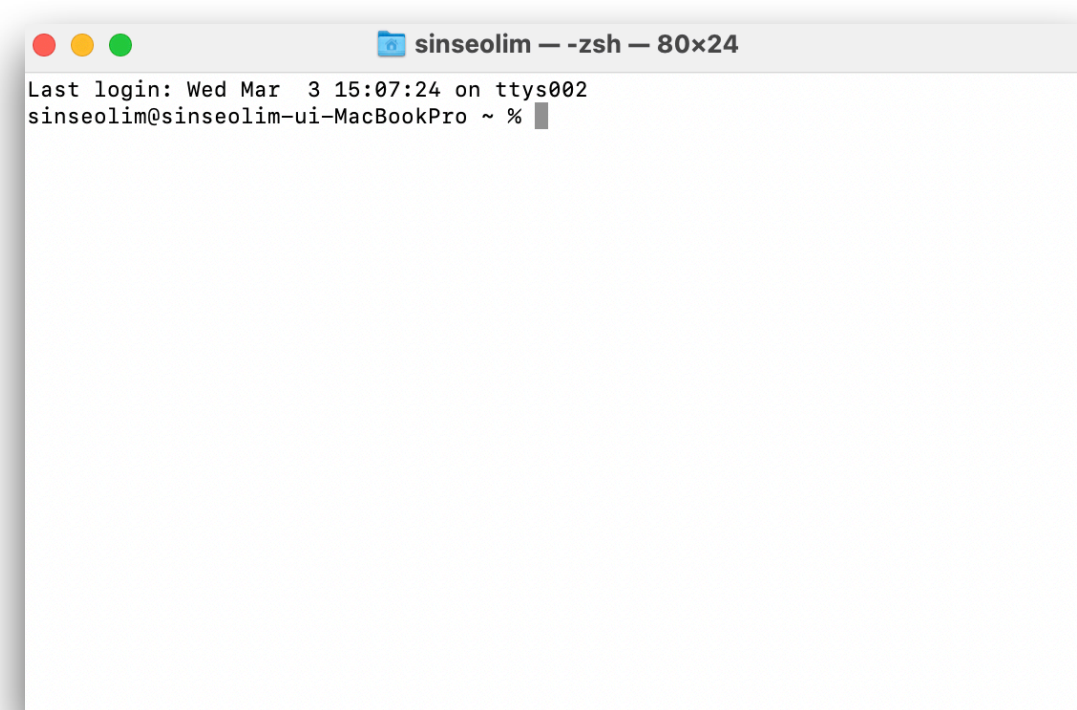 sinseolim — -zsh — 80×24
Last login: Wed Mar  3 15:07:24 on ttys002
sinseolim@sinseolim-ui-MacBookPro ~ %